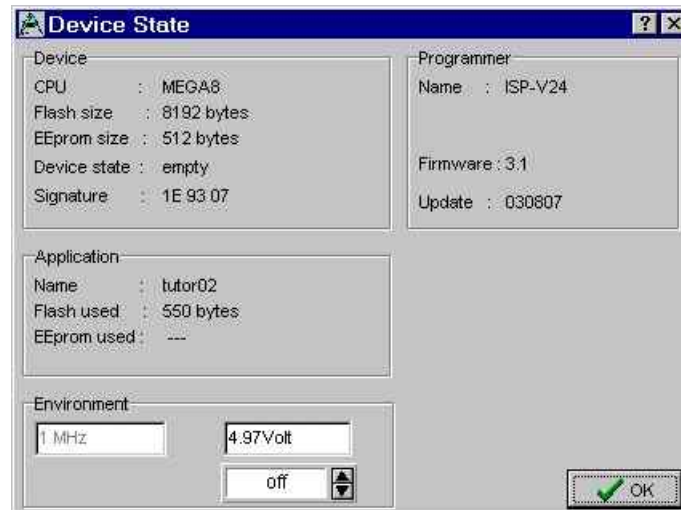 Device State
Device
CPU : MEGA8
Flash size : 8192 bytes
EEprom size : 512 bytes
Device state : empty
Signature : 1E 93 07
Programmer
Name : ISP-V24
Firmware : 3.1
Update : 030807
Application
Name : tutor02
Flash used : 550 bytes
EEprom used : ---
Environment
1 MHz
4.97Volt
off
OK